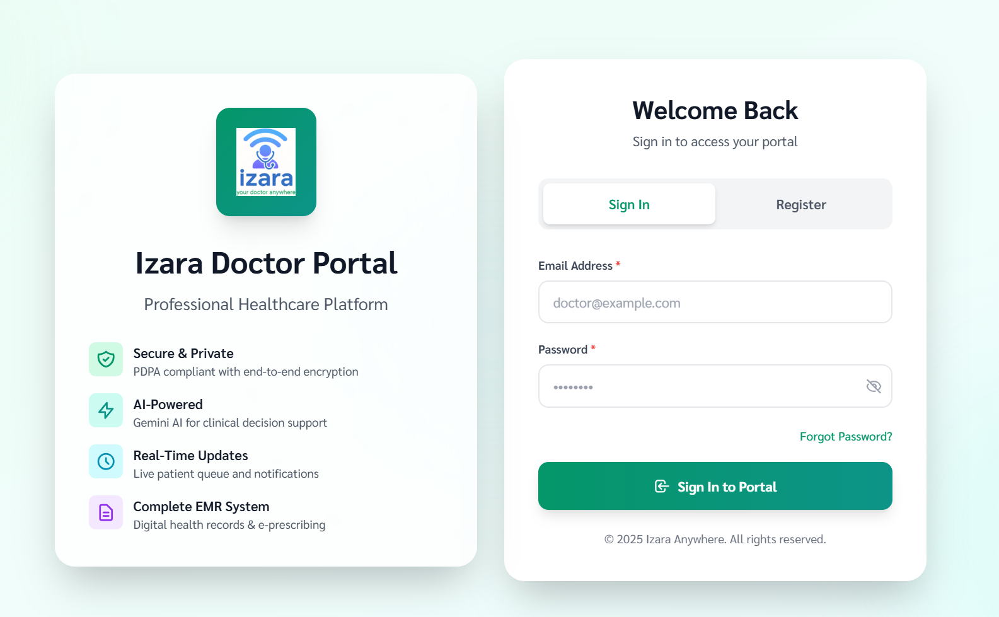 izara
your doctor anywhere
Izara Doctor Portal
Professional Healthcare Platform
Secure & Private
PDPA compliant with end-to-end encryption
AI-Powered
Gemini AI for clinical decision support
Real-Time Updates
Live patient queue and notifications
Complete EMR System
Digital health records & e-prescribing
Welcome Back
Sign in to access your portal
Sign In
Register
Email Address *
doctor@example.com
Password *
••••••••
Forgot Password?
Sign In to Portal
© 2025 Izara Anywhere. All rights reserved.